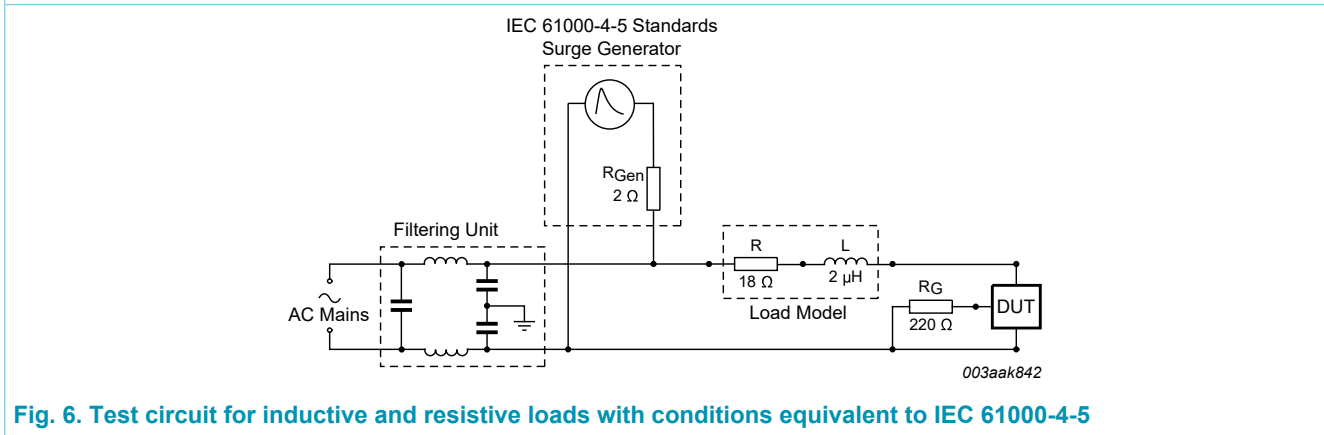 IEC 61000-4-5 Standards
Surge Generator
RGen
2 Ω
Filtering Unit
AC Mains
R
18 Ω
L
2 μH
Load Model
RG
220 Ω
DUT
003aak842
Fig. 6. Test circuit for inductive and resistive loads with conditions equivalent to IEC 61000-4-5